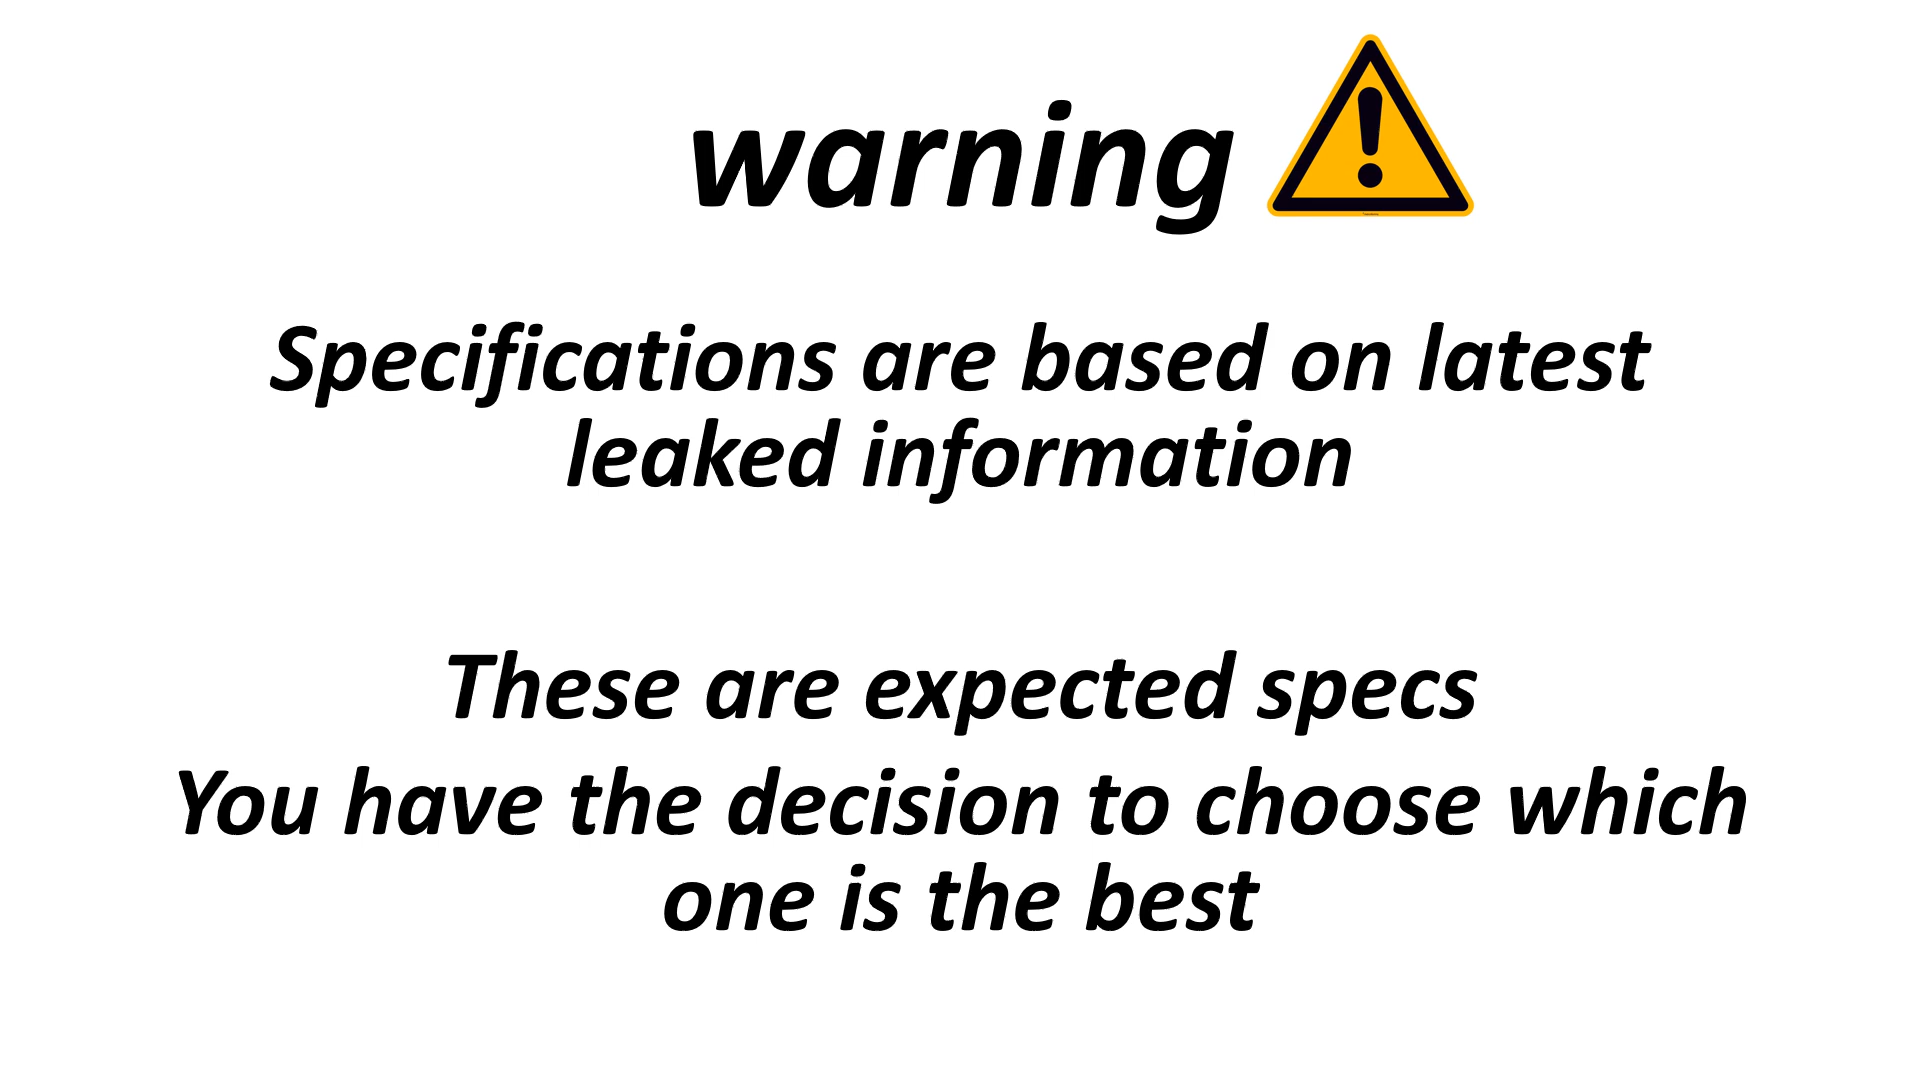 warning
Specifications are based on latest
leaked information
These are expected specs
You have the decision to choose which
one is the best